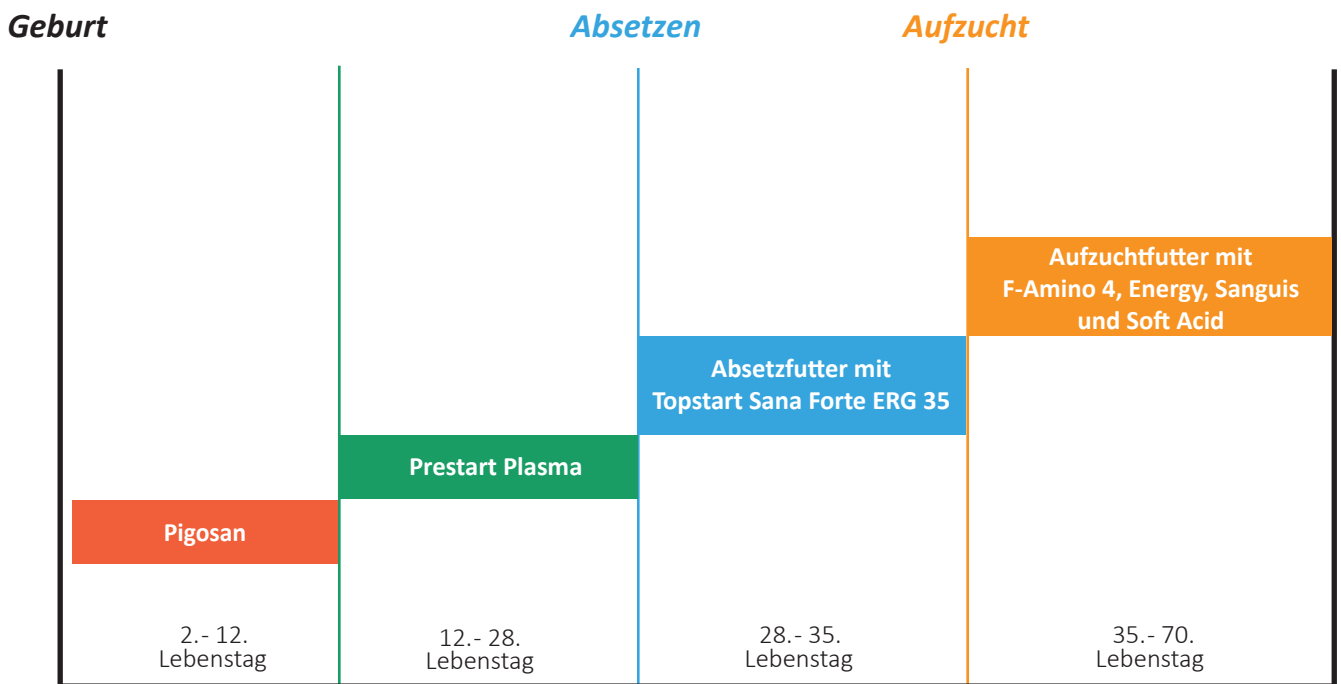 Geburt
Absetzen
Aufzucht
Aufzuchtfutter mit
F-Amino 4, Energy, Sanguis
und Soft Acid
Absetzfutter mit
Topstart Sana Forte ERG 35
Prestart Plasma
Pigosan
2.- 12.
Lebenstag
12.- 28.
Lebenstag
28.- 35.
Lebenstag
35.- 70.
Lebenstag